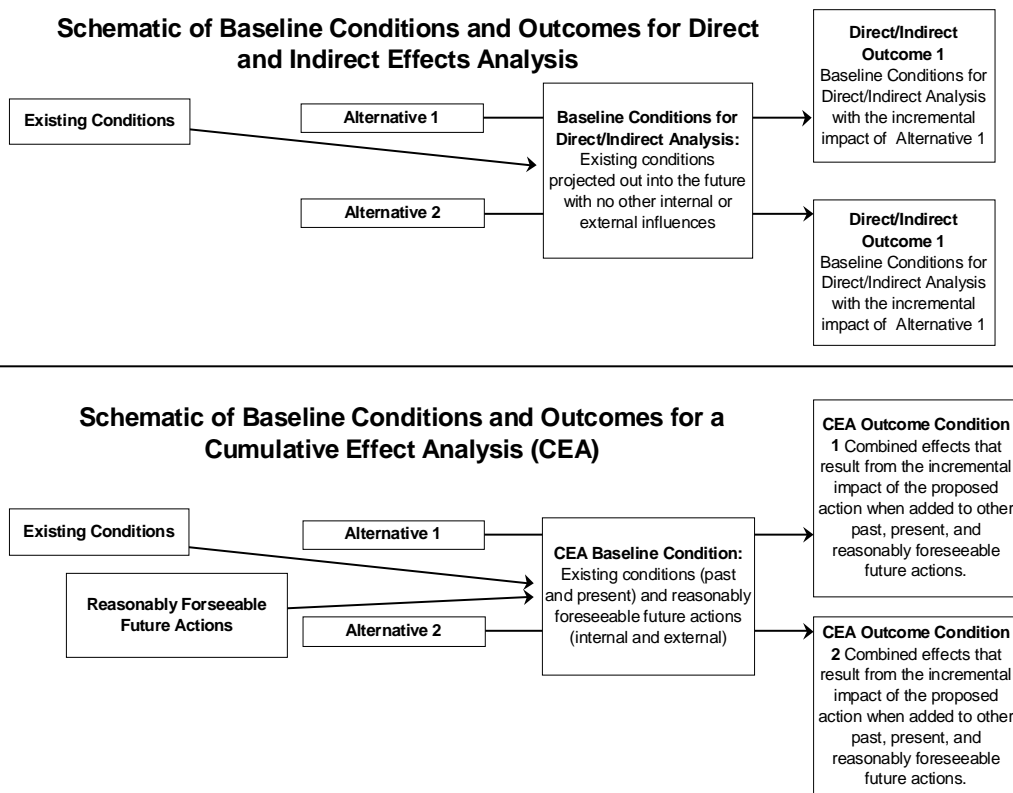 Schematic of Baseline Conditions and Outcomes for Direct
and Indirect Effects Analysis
Existing Conditions
Alternative 1
Alternative 2
Baseline Conditions for
Direct/Indirect Analysis:
Existing conditions
projected out into the future
with no other internal or
external influences
Direct/Indirect
Outcome 1
Baseline Conditions for
Direct/Indirect Analysis
with the incremental
impact of Alternative 1
Direct/Indirect
Outcome 1
Baseline Conditions for
Direct/Indirect Analysis
with the incremental
impact of Alternative 1
Schematic of Baseline Conditions and Outcomes for a
Cumulative Effect Analysis (CEA)
Existing Conditions
Reasonably Forseeable
Future Actions
Alternative 1
Alternative 2
CEA Baseline Condition:
Existing conditions (past
and present) and reasonably
foreseeable future actions
(internal and external)
CEA Outcome Condition
1 Combined effects that
result from the incremental
impact of the proposed
action when added to other
past, present, and
reasonably foreseeable
future actions.
CEA Outcome Condition
2 Combined effects that
result from the incremental
impact of the proposed
action when added to other
past, present, and
reasonably foreseeable
future actions.